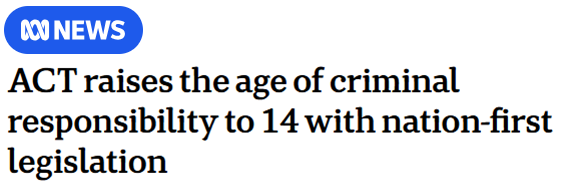 NEWS
ACT raises the age of criminal
responsibility to 14 with nation-first
legislation